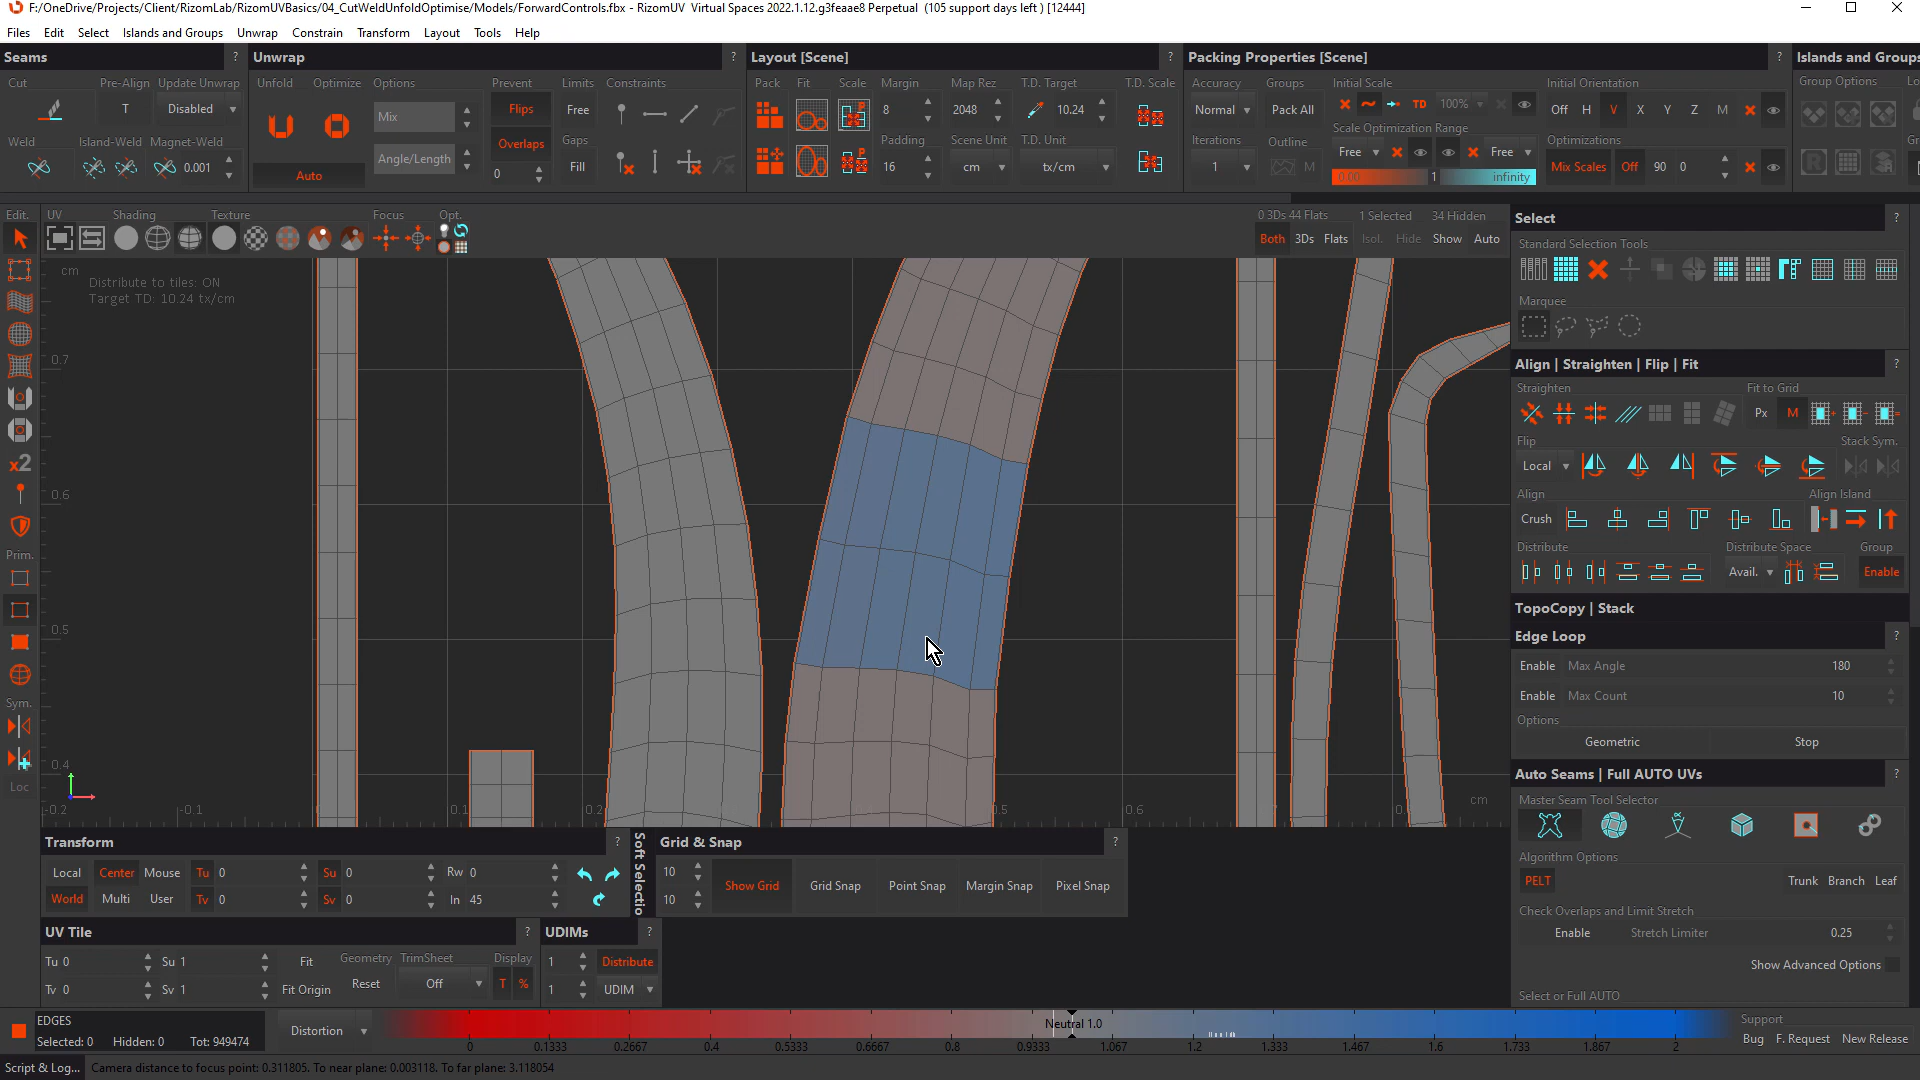 F:/OneDrive/Projects/Client/RizomLab/RizomUVBasics/04_CutWeldUnfoldOptimise/Models/ForwardControls.fbx - RizomUV Virtual Spaces 2022.1.12.g3feaae8 Perpetual (105 support days left ) [12444]
Files Edit Select Islands and Groups Unwrap Constrain Transform Layout Tools Help
Seams ? Unwrap ? Layout [Scene] ? Packing Properties [Scene] ? Islands and Groups
Cut Pre-Align Update Unwrap Unfold Optimize Options Prevent Limits Constraints Pack Fit Scale Margin Map Rez T.D. Target T.D. Scale Accuracy Groups Initial Scale Initial Orientation Group Options
T Disabled Mix Flips Free 8 2048 10.24 Normal Pack All TD 100% Off H V X Y Z M
Weld Island-Weld Magnet-Weld Overlaps Gaps Padding Scene Unit T.D. Unit Iterations Outline Scale Optimization Range Optimizations
0.001 Auto Angle/Length 0 Fill 16 cm tx/cm 1 M Free Free Mix Scales Off 90 0
0.00 1 infinity
Edit. UV Shading Texture Focus Opt. 0 3Ds 44 Flats 1 Selected 34 Hidden
Both 3Ds Flats Isol. Hide Show Auto
cm
Distribute to tiles: ON
Target TD: 10.24 tx/cm
0.7
0.6
0.5
0.4
-0.2 -0.1 0.1 0.2 0.5 0.6 cm
x2
Prim.
Sym.
Loc
Select ?
Standard Selection Tools
Marquee
Align | Straighten | Flip | Fit ?
Straighten Fit to Grid
Px M
Flip Stack Sym.
Local
Align Align Island
Crush
Distribute Distribute Space Group
Avail. Enable
TopoCopy | Stack
Edge Loop ?
Enable Max Angle 180
Enable Max Count 10
Options
Geometric Stop
Auto Seams | Full AUTO UVs ?
Master Seam Tool Selector
Algorithm Options
PELT Trunk Branch Leaf
Check Overlaps and Limit Stretch
Enable Stretch Limiter 0.25
Show Advanced Options
Select or Full AUTO
Transform ? Soft Selectio Grid & Snap ?
Local Center Mouse Tu 0 Su 0 Rw 0 10
World Multi User Tv 0 Sv 0 In 45 10
Show Grid Grid Snap Point Snap Margin Snap Pixel Snap
UV Tile ? UDIMs ?
Tu 0 Su 1 Fit Geometry TrimSheet Display 1 Distribute
Tv 0 Sv 1 Fit Origin Reset Off T % 1 UDIM
EDGES
Selected: 0 Hidden: 0 Tot: 949474
Distortion
Neutral 1.0
0 0.1333 0.2667 0.4 0.5333 0.6667 0.8 0.9333 1.067 1.2 1.333 1.467 1.6 1.733 1.867 2
Support
Bug F. Request New Release
Script & Log... Camera distance to focus point: 0.311805. To near plane: 0.003118. To far plane: 3.118054